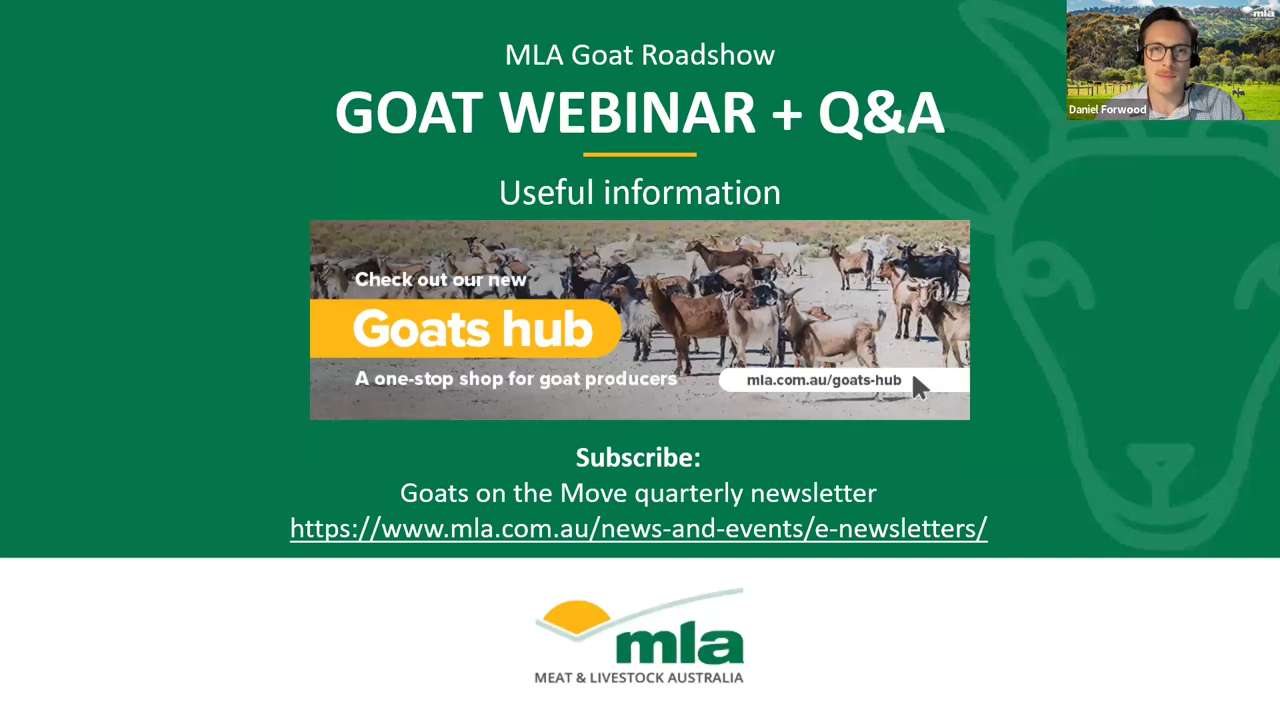 MLA Goat Roadshow
GOAT WEBINAR + Q&A
Useful information
Check out our new
Goats hub
A one-stop shop for goat producers
mla.com.au/goats-hub
Subscribe:
Goats on the Move quarterly newsletter
https://www.mla.com.au/news-and-events/e-newsletters/
mla
MEAT & LIVESTOCK AUSTRALIA
mla
Daniel Forwood